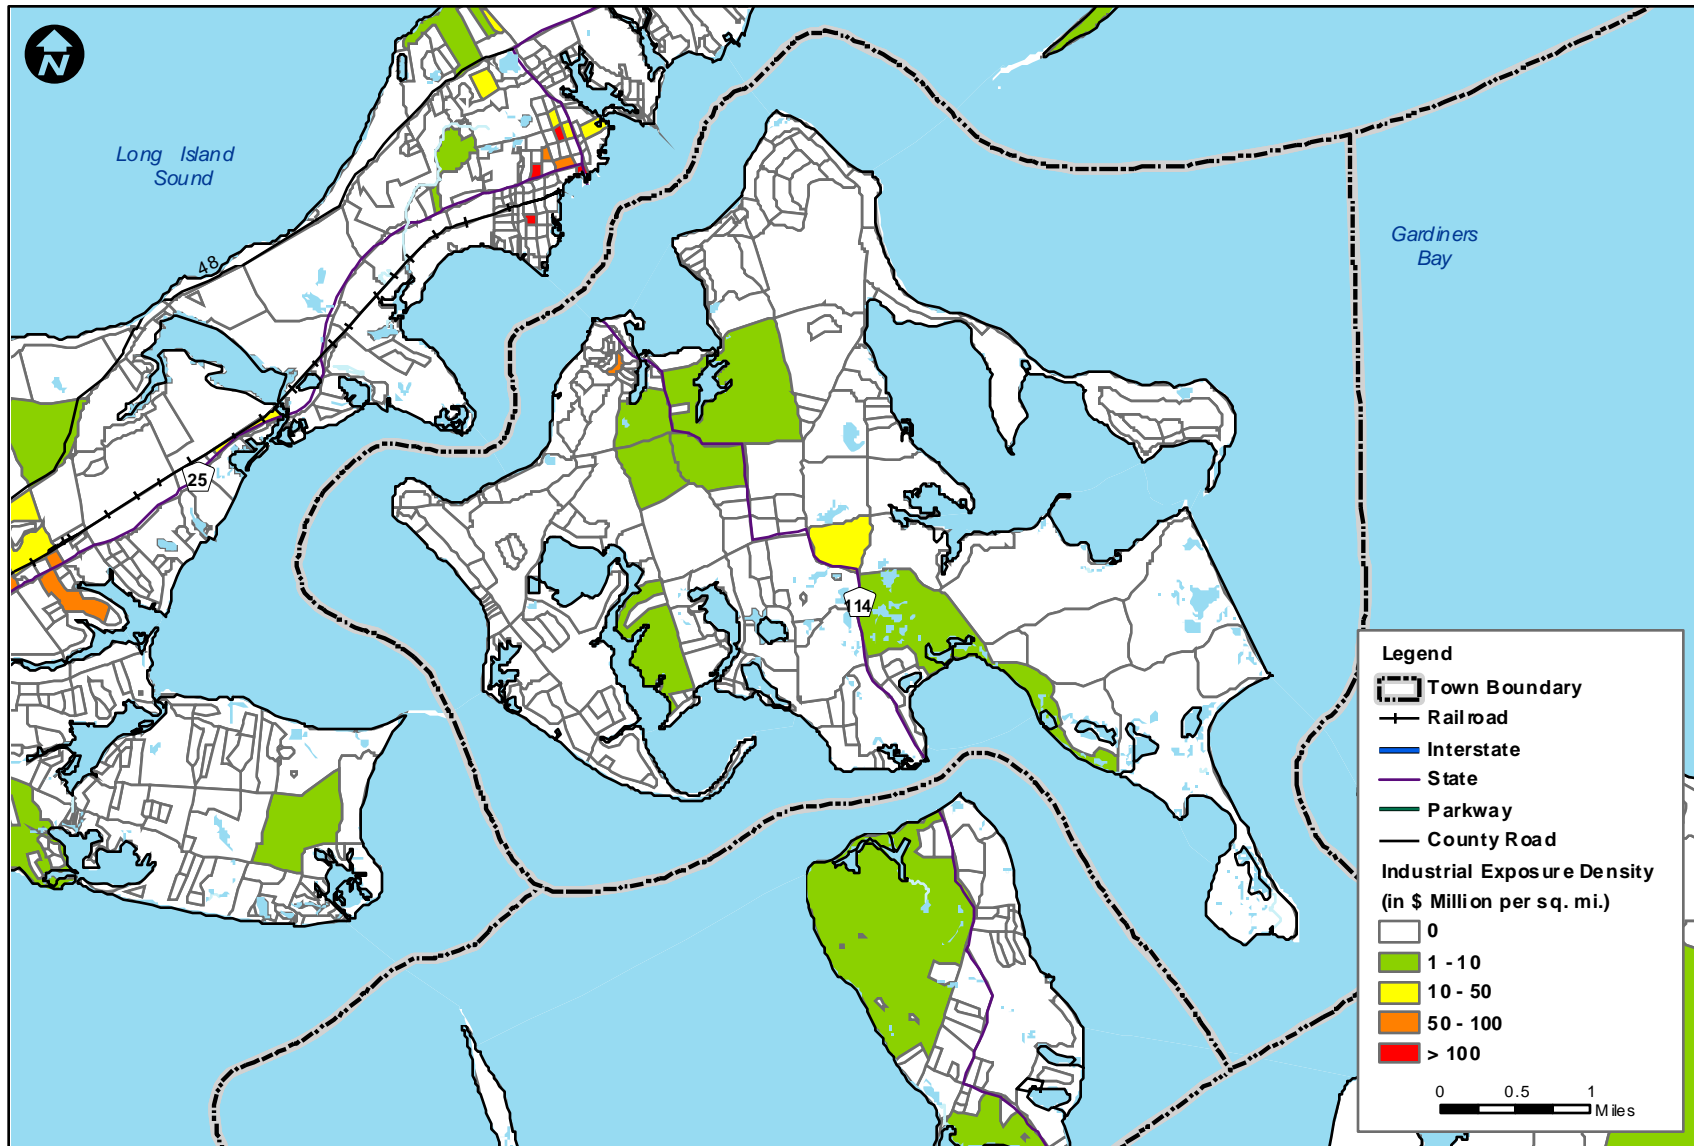 N
Long Island
Sound
48
Gardiners
Bay
25
114
Legend
Town Boundary
Railroad
Interstate
State
Parkway
County Road
Industrial Exposure Density
(in $ Million per sq. mi.)
0
1 - 10
10 - 50
50 - 100
> 100
0 0.5 1
Miles